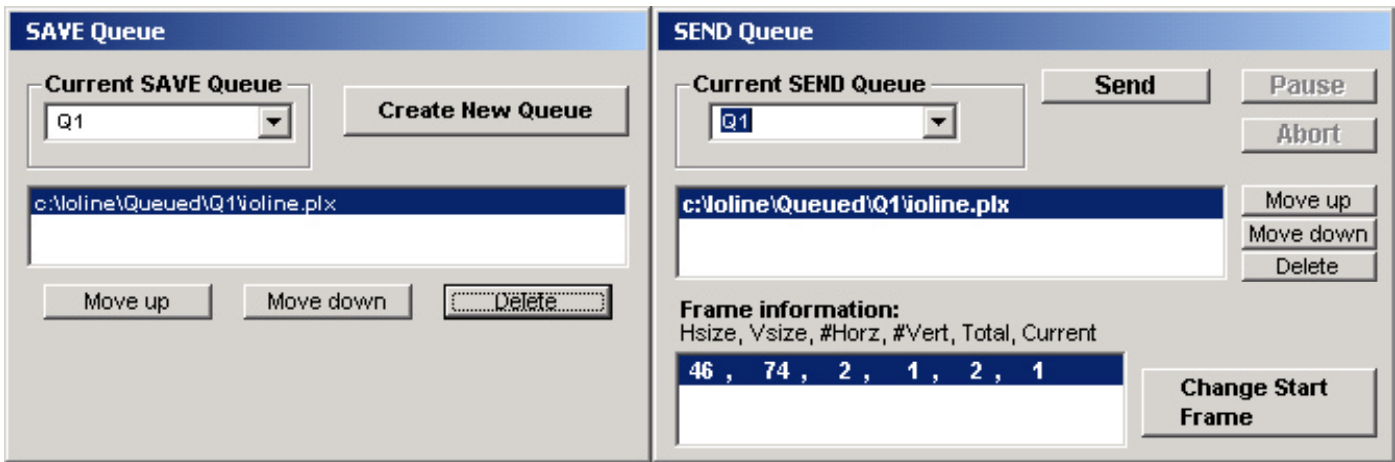 SAVE Queue
Current SAVE Queue
Q1
Create New Queue
c:\Ioline\Queued\Q1\ioline.plx
Move up
Move down
Delete
SEND Queue
Current SEND Queue
Q1
Send
Pause
Abort
c:\Ioline\Queued\Q1\ioline.plx
Move up
Move down
Delete
Frame information:
Hsize, Vsize, #Horz, #Vert, Total, Current
46 , 74 , 2 , 1 , 2 , 1
Change Start
Frame